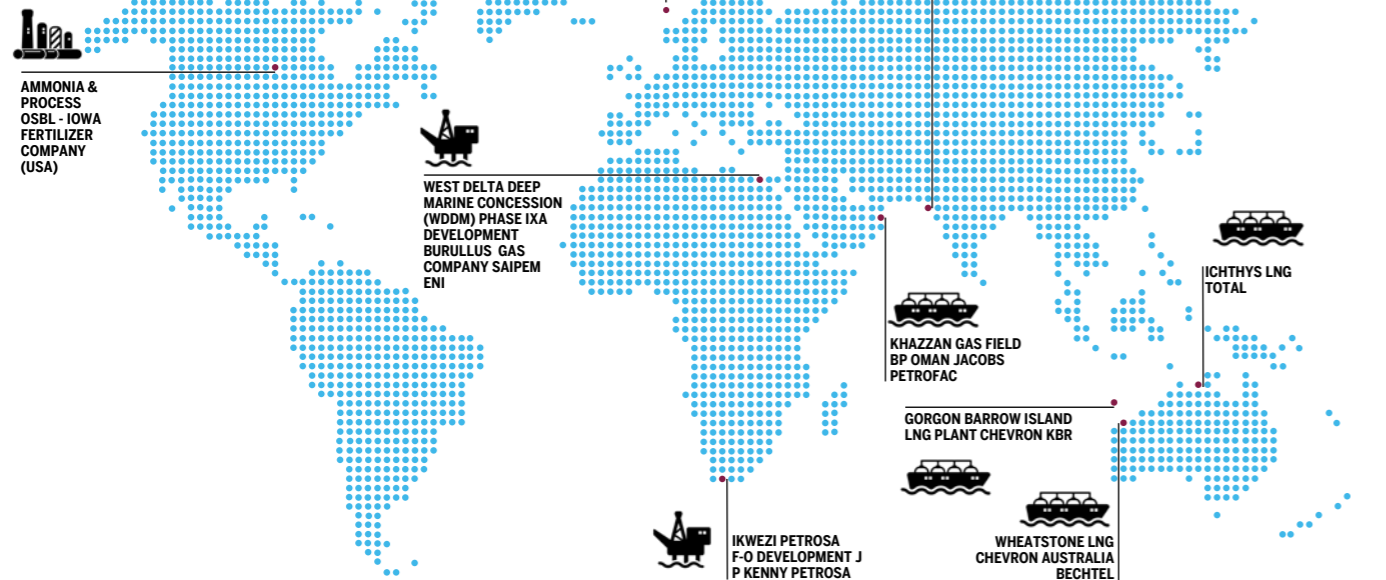 AMMONIA &
PROCESS
OSBL - IOWA
FERTILIZER
COMPANY
(USA)
WEST DELTA DEEP
MARINE CONCESSION
(WDDM) PHASE IXA
DEVELOPMENT
BURULLUS GAS
COMPANY SAIPEM
ENI
ICHTHYS LNG
TOTAL
KHAZZAN GAS FIELD
BP OMAN JACOBS
PETROFAC
GORGON BARROW ISLAND
LNG PLANT CHEVRON KBR
IKWEZI PETROSA
F-O DEVELOPMENT J
P KENNY PETROSA
WHEATSTONE LNG
CHEVRON AUSTRALIA
BECHTEL